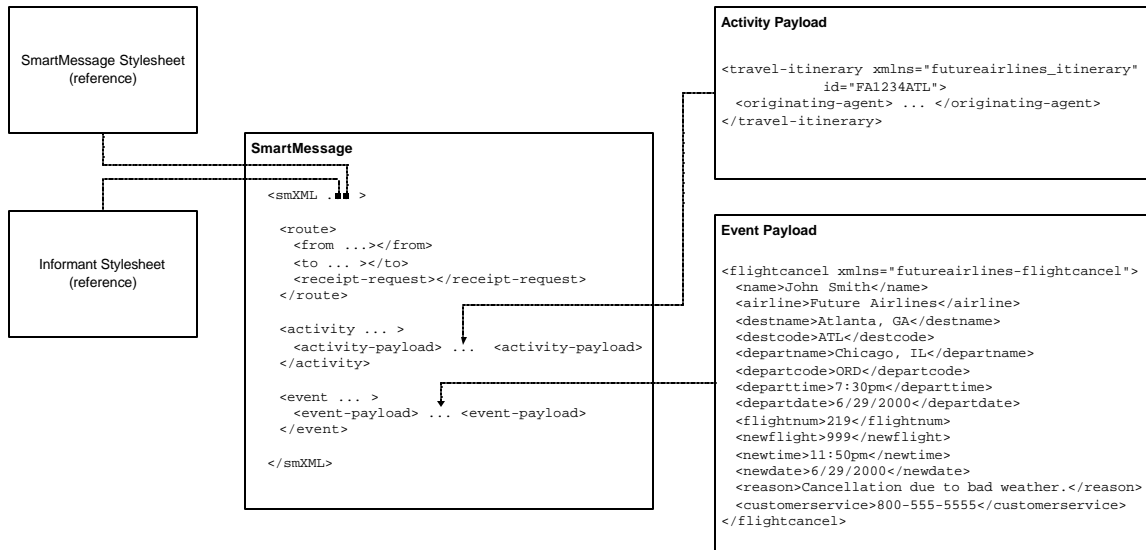 SmartMessage Stylesheet
(reference)
Informant Stylesheet
(reference)
SmartMessage
<smXML . >
<route>
<from ...></from>
<to ... ></to>
<receipt-request></receipt-request>
</route>
<activity ... >
<activity-payload> ... <activity-payload>
</activity>
<event ... >
<event-payload> ... <event-payload>
</event>
</smXML>
Activity Payload
<travel-itinerary xmlns="futureairlines_itinerary"
id="FA1234ATL">
<originating-agent> ... </originating-agent>
</travel-itinerary>
Event Payload
<flightcancel xmlns="futureairlines-flightcancel">
<name>John Smith</name>
<airline>Future Airlines</airline>
<destname>Atlanta, GA</destname>
<destcode>ATL</destcode>
<departname>Chicago, IL</departname>
<departcode>ORD</departcode>
<departtime>7:30pm</departtime>
<departdate>6/29/2000</departdate>
<flightnum>219</flightnum>
<newflight>999</newflight>
<newtime>11:50pm</newtime>
<newdate>6/29/2000</newdate>
<reason>Cancellation due to bad weather.</reason>
<customerservice>800-555-5555</customerservice>
</flightcancel>